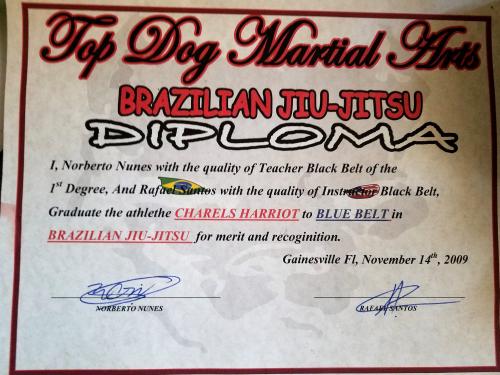 Top Dog Martial Arts
BRAZILIAN JIU-JITSU
DIPLOMA
I, Norberto Nunes with the quality of Teacher Black Belt of the
1st Degree, And Rafael Santos with the quality of Instructor Black Belt,
Graduate the athlethe CHARELS HARRIOT to BLUE BELT in
BRAZILIAN JIU-JITSU for merit and recoginition.
Gainesville Fl, November 14th, 2009
NORBERTO NUNES
RAFAEL SANTOS